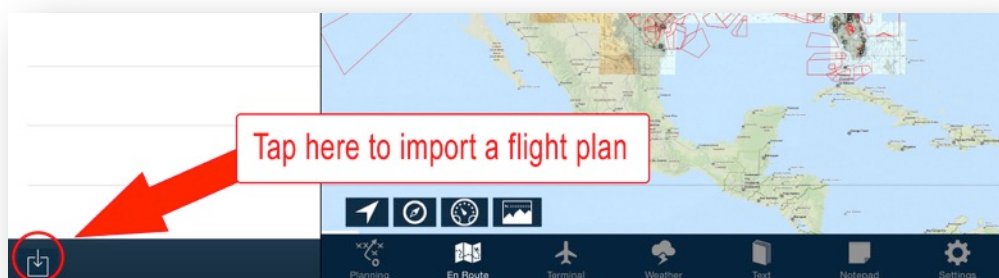 Tap here to import a flight plan
Planning
En Route
Terminal
Weather
Text
Notepad
Settings